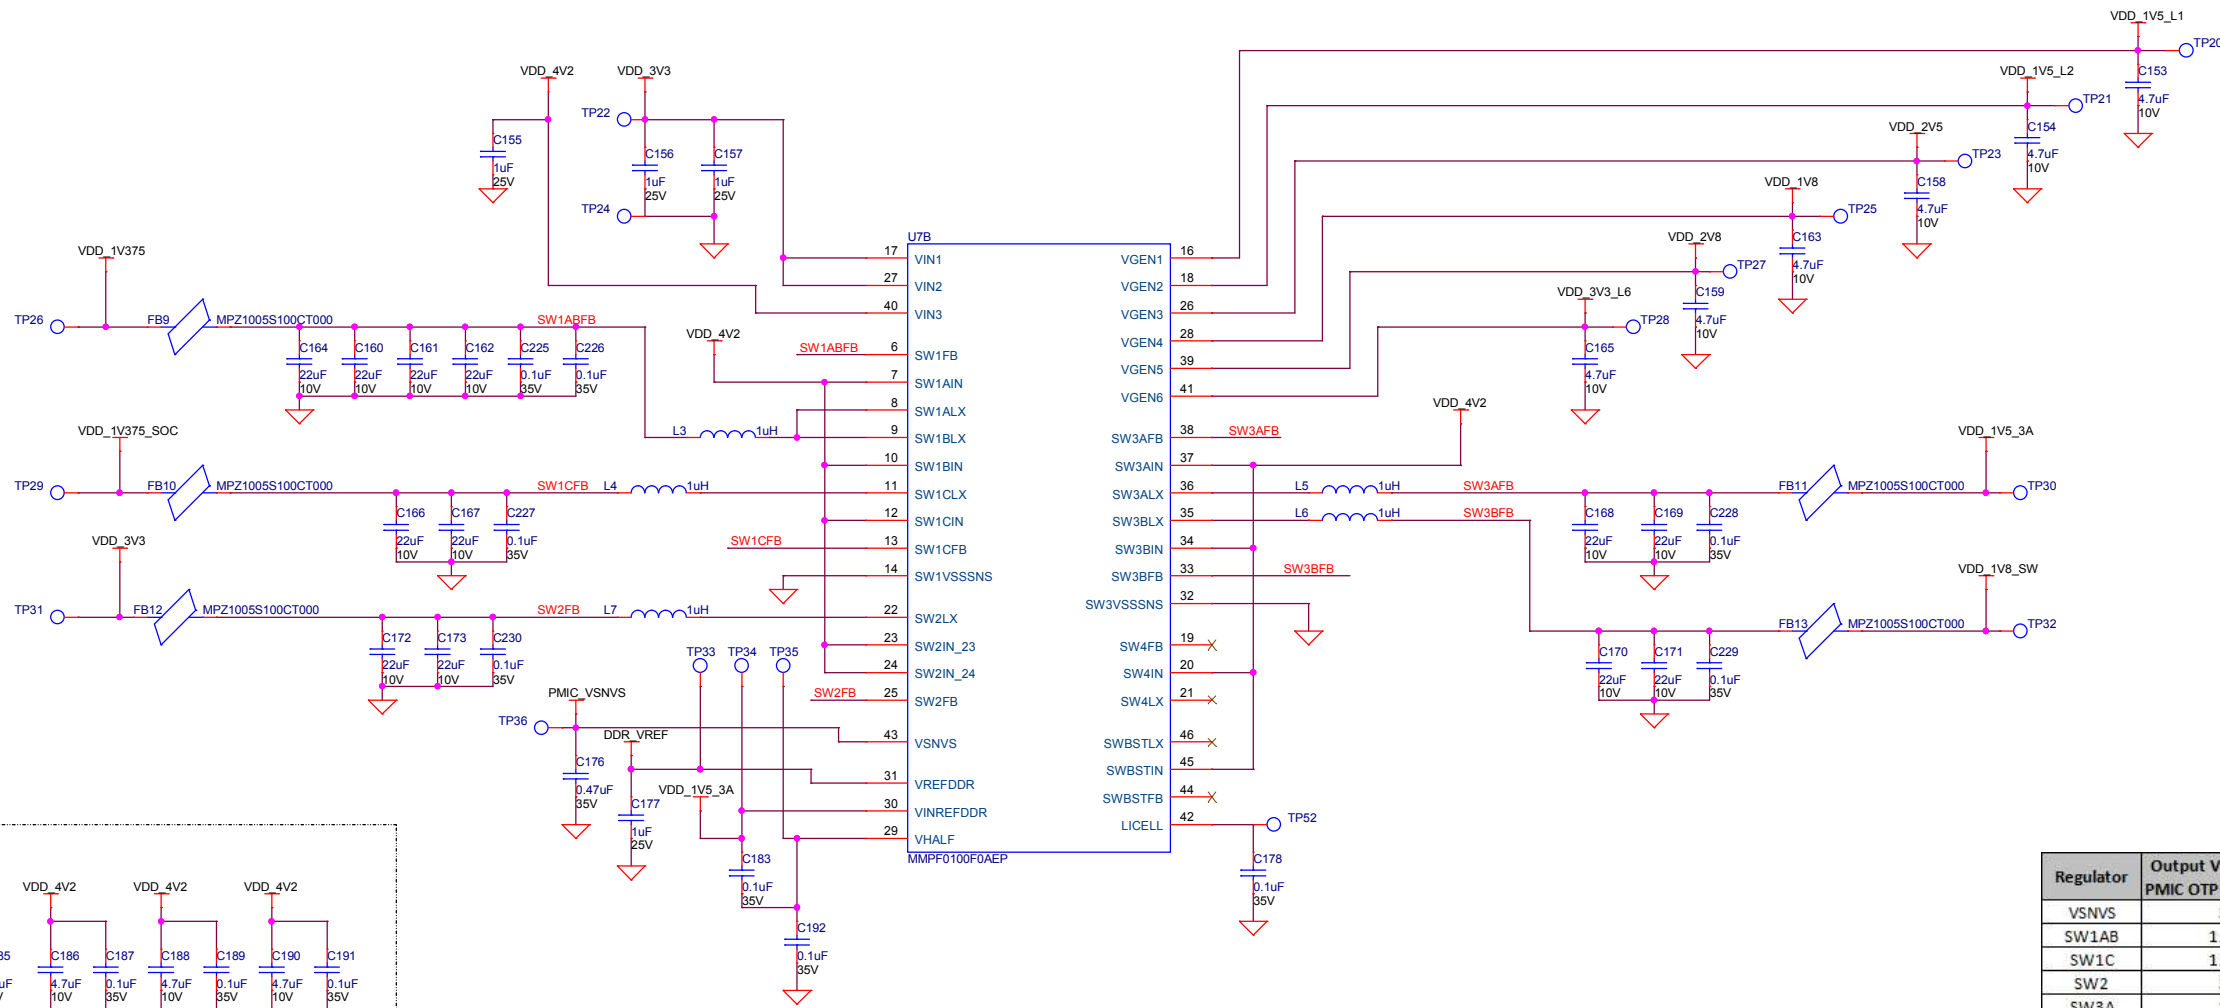 VDD_1V5_L1
TP20
C153
4.7uF
10V
VDD_1V5_L2
TP21
C154
4.7uF
10V
VDD_2V5
TP23
C158
4.7uF
10V
VDD_1V8
TP25
C163
4.7uF
10V
VDD_2V8
TP27
C159
4.7uF
10V
VDD_3V3_L6
TP28
C165
4.7uF
10V
VDD_4V2
VDD_3V3
TP22
C155
1uF
25V
C156
1uF
25V
C157
1uF
25V
TP24
VDD_1V375
TP26
FB9
MPZ1005S100CT000
SW1ABFB
C164
22uF
10V
C160
22uF
10V
C161
22uF
10V
C162
22uF
10V
C225
0.1uF
35V
C226
0.1uF
35V
VDD_4V2
SW1ABFB
L3
1uH
VDD_1V375_SOC
TP29
FB10
MPZ1005S100CT000
SW1CFB
L4
1uH
C166
22uF
10V
C167
22uF
10V
C227
0.1uF
35V
SW1CFB
VDD_3V3
TP31
FB12
MPZ1005S100CT000
SW2FB
L7
1uH
C172
22uF
10V
C173
22uF
10V
C230
0.1uF
35V
TP33
TP34
TP35
SW2FB
PMIC_VSNVS
TP36
DDR_VREF
C176
0.47uF
35V
C177
1uF
25V
VDD_1V5_3A
C183
0.1uF
35V
C192
0.1uF
35V
U7B
17 VIN1
27 VIN2
40 VIN3
6 SW1FB
7 SW1AIN
8 SW1ALX
9 SW1BLX
10 SW1BIN
11 SW1CLX
12 SW1CIN
13 SW1CFB
14 SW1VSSSNS
22 SW2LX
23 SW2IN_23
24 SW2IN_24
25 SW2FB
43 VSNVS
31 VREFDDR
30 VINREFDDR
29 VHALF
VGEN1 16
VGEN2 18
VGEN3 26
VGEN4 28
VGEN5 39
VGEN6 41
SW3AFB 38
SW3AIN 37
SW3ALX 36
SW3BLX 35
SW3BIN 34
SW3BFB 33
SW3VSSSNS 32
SW4FB 19
SW4IN 20
SW4LX 21
SWBSTLX 46
SWBSTIN 45
SWBSTFB 44
LICELL 42
MMPF0100F0AEP
VDD_4V2
SW3AFB
L5
1uH
SW3AFB
L6
1uH
SW3BFB
SW3BFB
C168
22uF
10V
C169
22uF
10V
C228
0.1uF
35V
FB11
MPZ1005S100CT000
VDD_1V5_3A
TP30
C170
22uF
10V
C171
22uF
10V
C229
0.1uF
35V
FB13
MPZ1005S100CT000
VDD_1V8_SW
TP32
TP52
C178
0.1uF
35V
VDD_4V2
VDD_4V2
VDD_4V2
C186
4.7uF
10V
C187
0.1uF
35V
C188
4.7uF
10V
C189
0.1uF
35V
C190
4.7uF
10V
C191
0.1uF
35V
Regulator
Output V
PMIC OTP
VSNVS
SW1AB
SW1C
SW2
SW3A